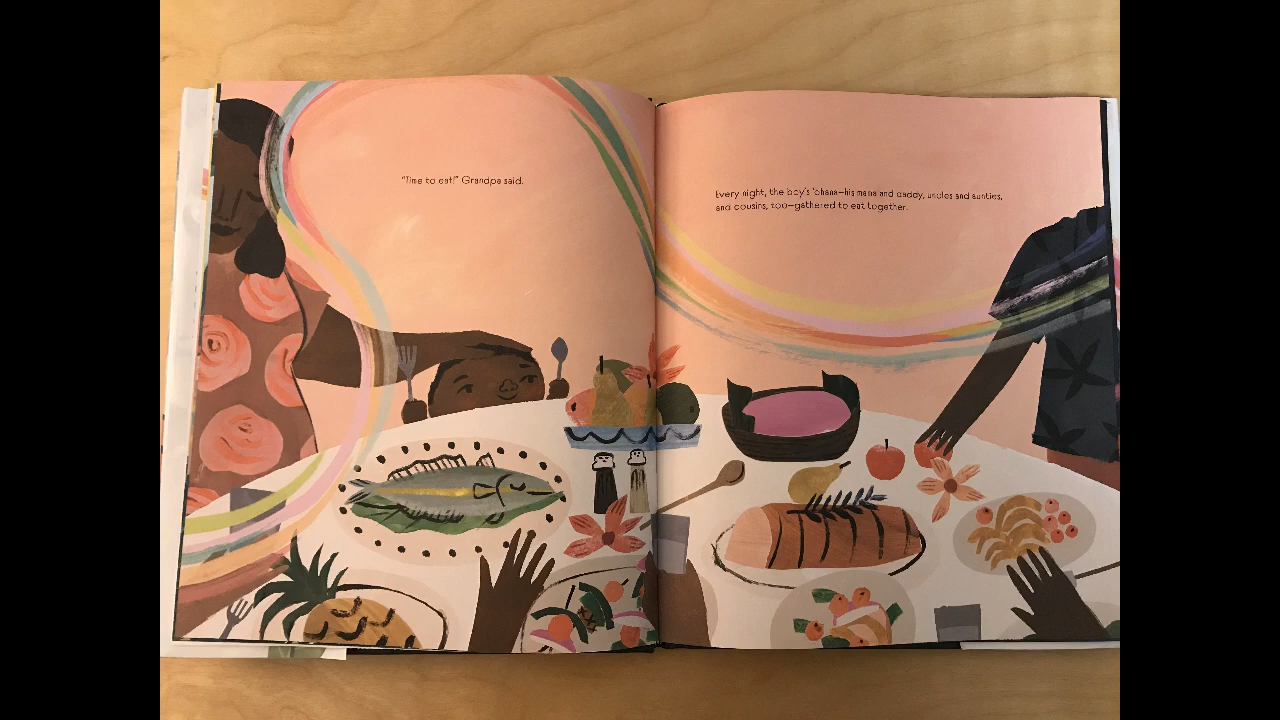 "Time to eat!" Grandpa said.
Every night, the boy's 'ohana—his mama and daddy, uncles and aunties,
and cousins, too—gathered to eat together.